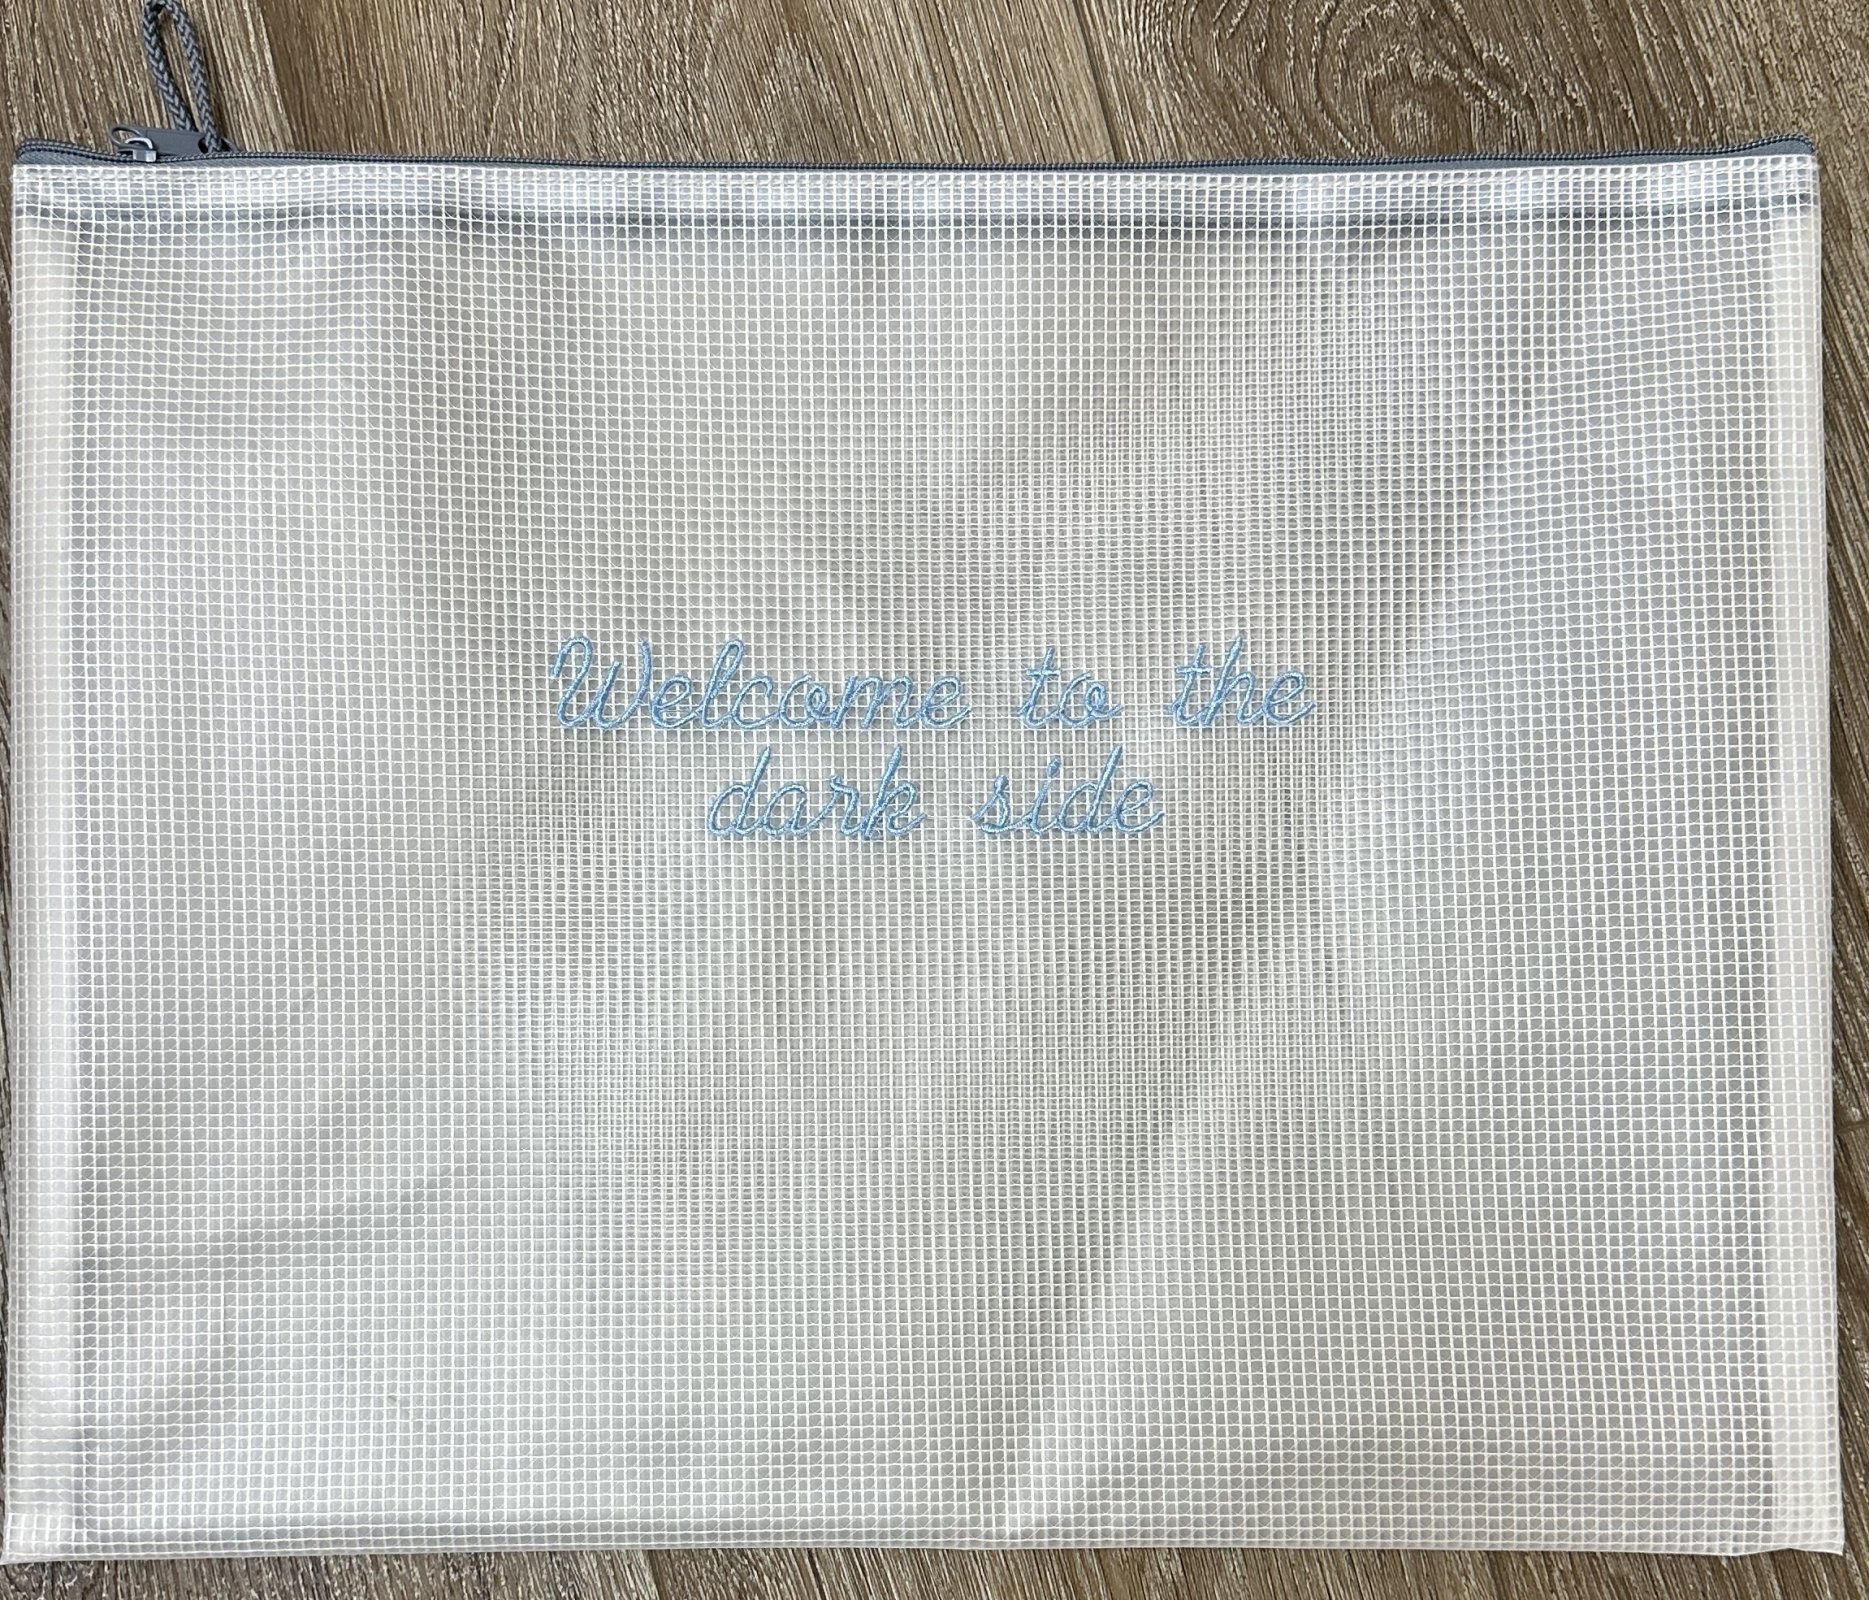 Welcome to the
dark side